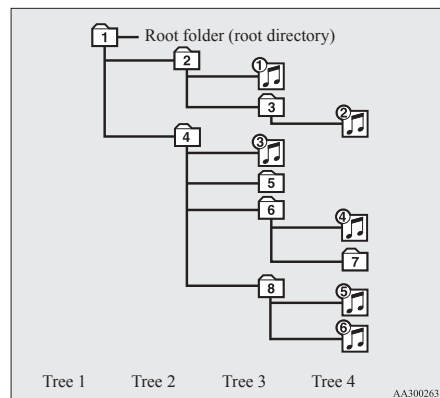 1 Root folder (root directory)
2 ①
3 ②
4 ③
5
6 ④
7
8 ⑤
⑥
Tree 1 Tree 2 Tree 3 Tree 4
AA300263